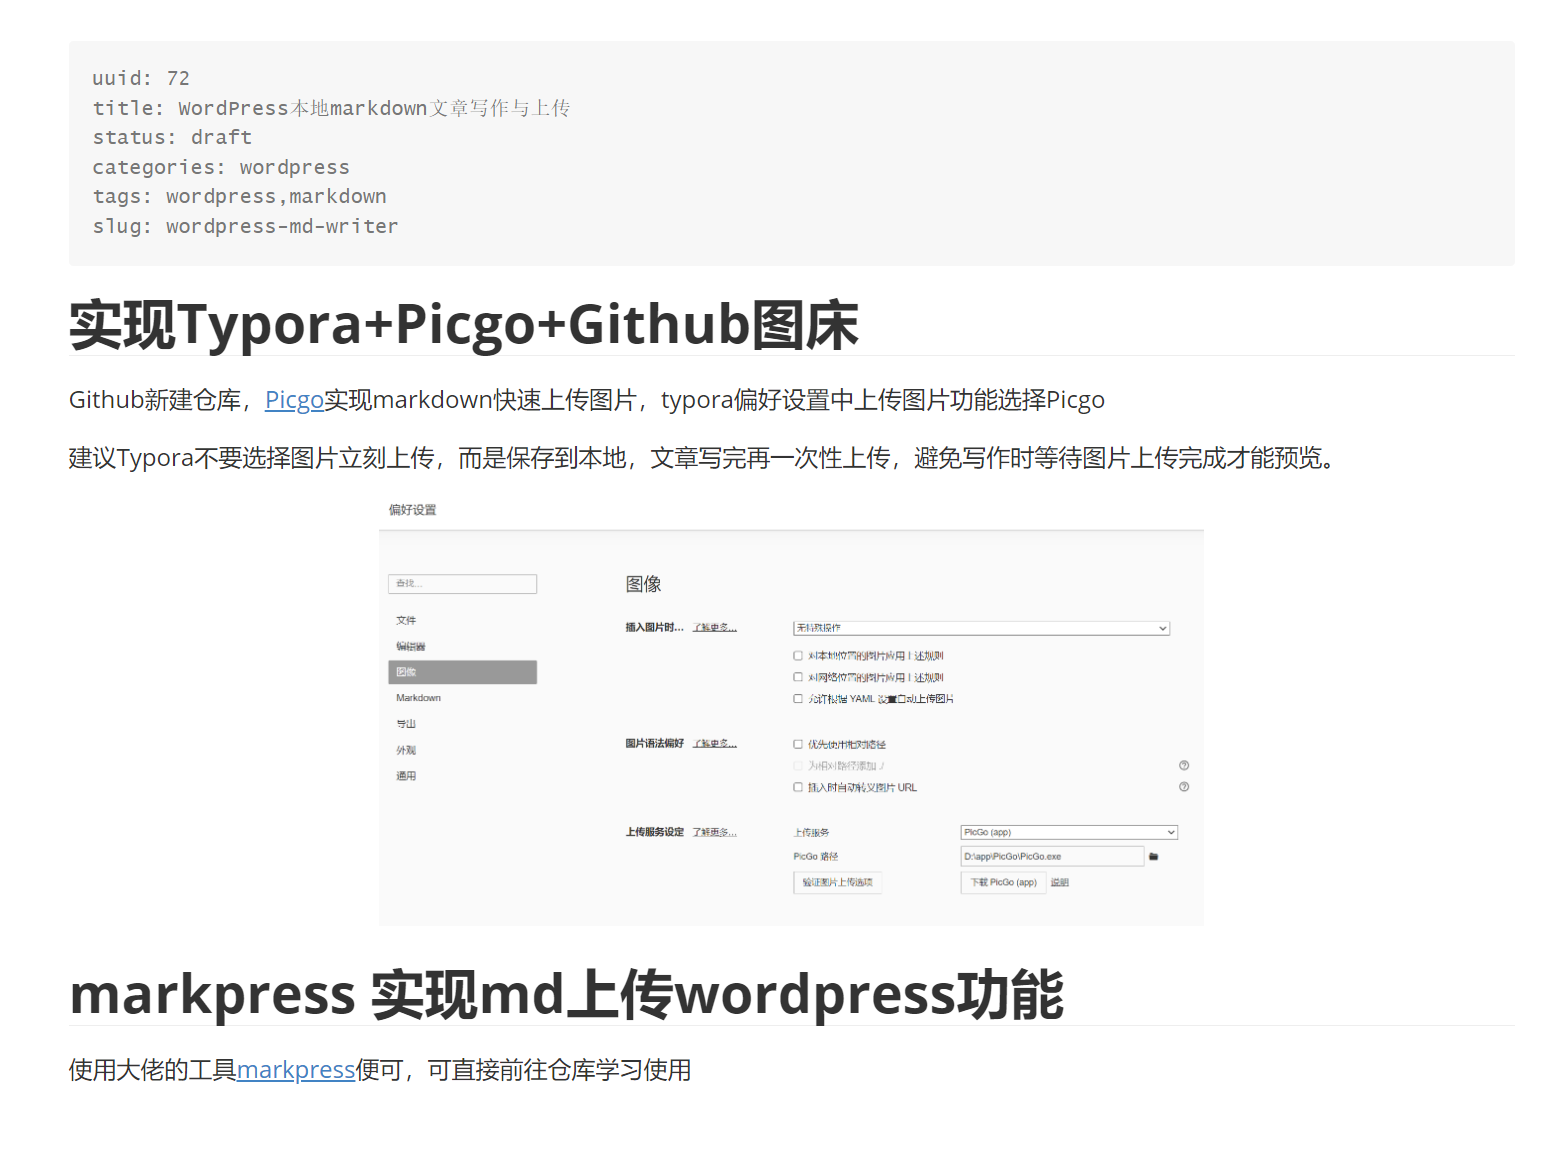 uuid: 72
title: WordPress本地markdown文章写作与上传
status: draft
categories: wordpress
tags: wordpress,markdown
slug: wordpress-md-writer
实现Typora+Picgo+Github图床
Github新建仓库，Picgo实现markdown快速上传图片，typora偏好设置中上传图片功能选择Picgo
建议Typora不要选择图片立刻上传，而是保存到本地，文章写完再一次性上传，避免写作时等待图片上传完成才能预览。
偏好设置
查找...
文件
编辑器
图像
Markdown
导出
外观
通用
图像
插入图片时... 了解更多...
无特殊操作
对本地位置的图片应用上述规则
对网络位置的图片应用上述规则
允许根据 YAML 设置自动上传图片
图片语法偏好 了解更多...
优先使用相对路径
为相对路径添加 ./
插入时自动转义图片 URL
上传服务设定 了解更多...
上传服务 PicGo (app)
PicGo 路径 D:\app\PicGo\PicGo.exe
验证图片上传选项 下载 PicGo (app) 说明
markpress 实现md上传wordpress功能
使用大佬的工具markpress便可，可直接前往仓库学习使用